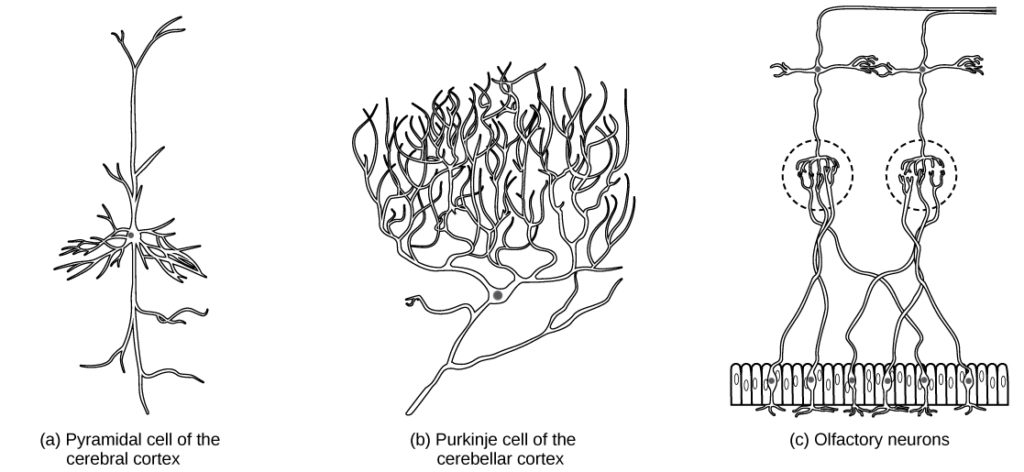 (a) Pyramidal cell of the
cerebral cortex
(b) Purkinje cell of the
cerebellar cortex
(c) Olfactory neurons